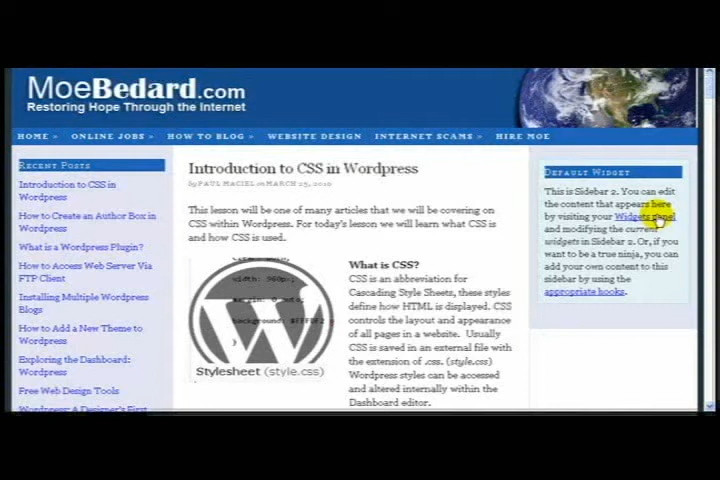 MoeBedard.com
Restoring Hope Through the Internet
HOME » ONLINE JOBS » HOW TO BLOG » WEBSITE DESIGN INTERNET SCAMS » HIRE MOE
RECENT POSTS
Introduction to CSS in
Wordpress
How to Create an Author Box in
Wordpress
What is a Wordpress Plugin?
How to Access Web Server Via
FTP Client
Installing Multiple Wordpress
Blogs
How to Add a New Theme to
Wordpress
Exploring the Dashboard:
Wordpress
Free Web Design Tools
Wordpress: A Designer's First
Introduction to CSS in Wordpress
by PAUL MACIEL on MARCH 25, 2010
This lesson will be one of many articles that we will be covering on
CSS within Wordpress. For today's lesson we will learn what CSS is
and how CSS is used.
width: 960px;
margin: 0 auto;
background: #FFFDF2
}
Stylesheet (style.css)
What is CSS?
CSS is an abbreviation for
Cascading Style Sheets, these styles
define how HTML is displayed. CSS
controls the layout and appearance
of all pages in a website. Usually
CSS is saved in an external file with
the extension of .css. (style.css)
Wordpress styles can be accessed
and altered internally within the
Dashboard editor.
DEFAULT WIDGET
This is Sidebar 2. You can edit
the content that appears here
by visiting your Widgets panel
and modifying the current
widgets in Sidebar 2. Or, if you
want to be a true ninja, you can
add your own content to this
sidebar by using the
appropriate hooks.